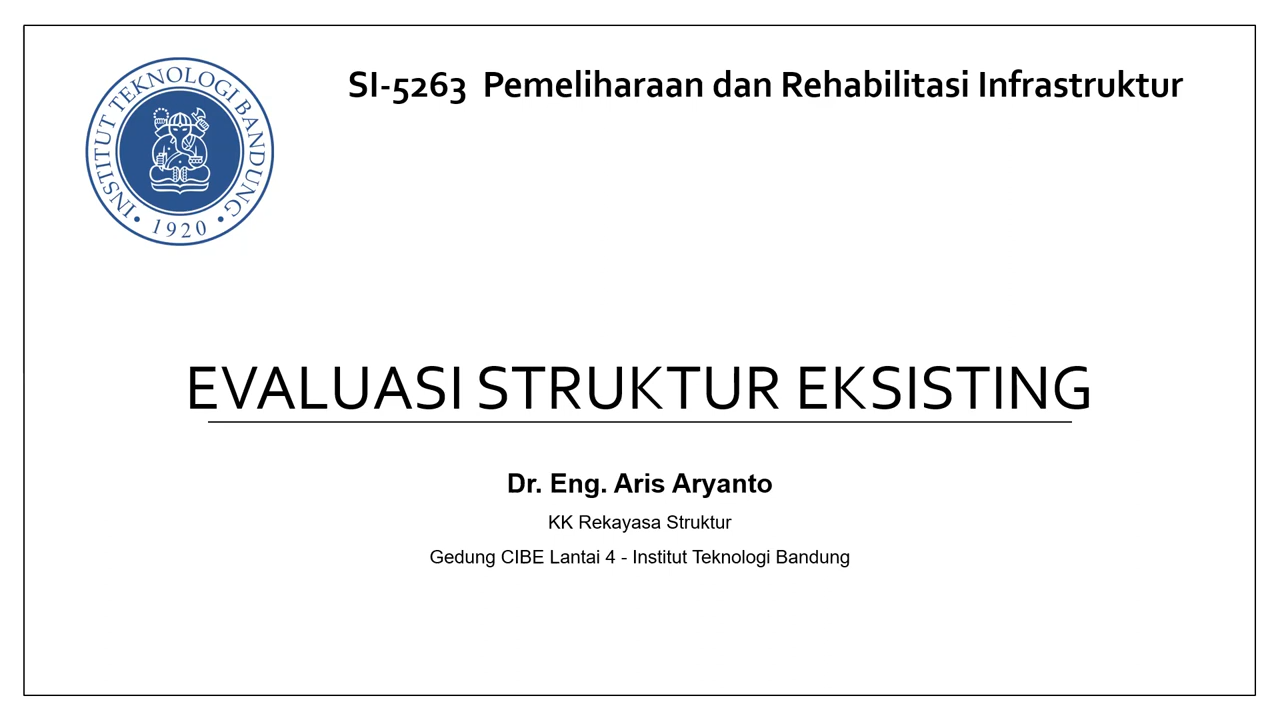 INSTITUT TEKNOLOGI BANDUNG
• 1920 •
SI-5263 Pemeliharaan dan Rehabilitasi Infrastruktur
EVALUASI STRUKTUR EKSISTING
Dr. Eng. Aris Aryanto
KK Rekayasa Struktur
Gedung CIBE Lantai 4 - Institut Teknologi Bandung